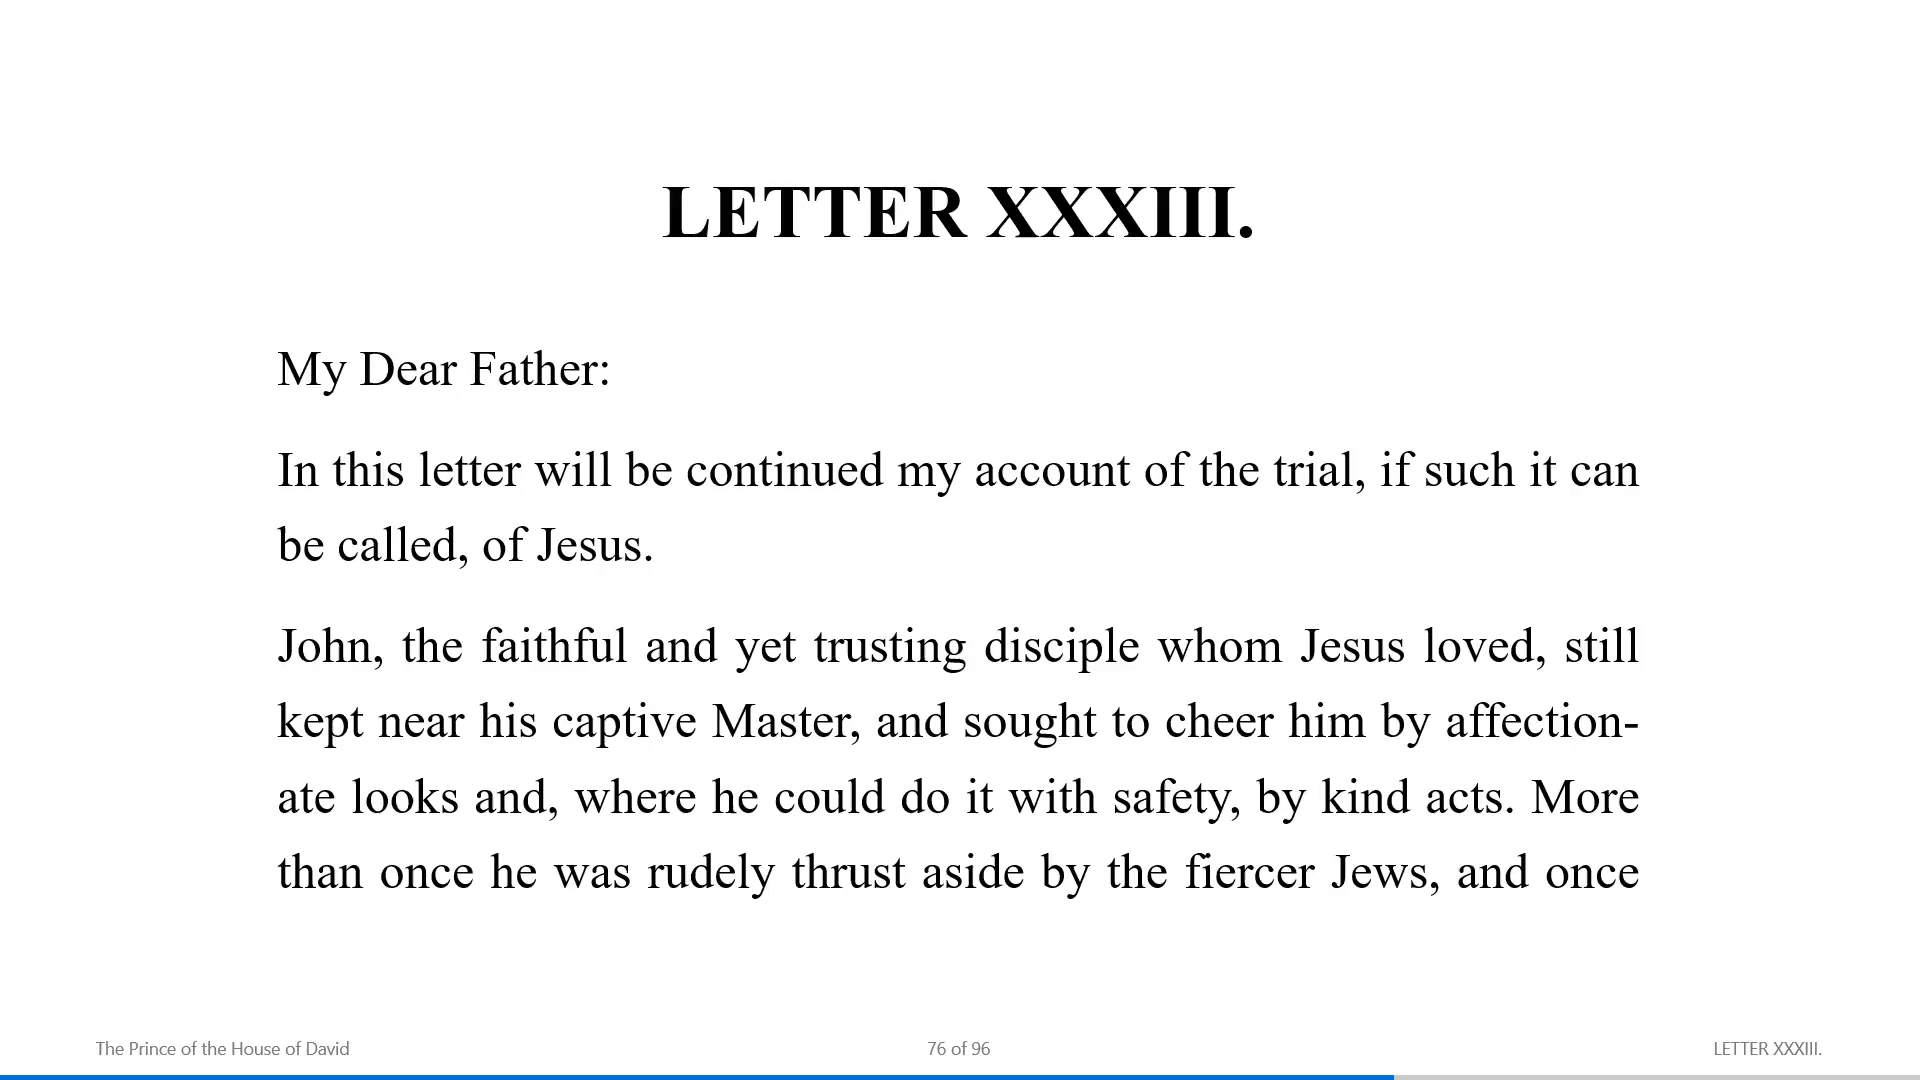 LETTER XXXIII.
My Dear Father:
In this letter will be continued my account of the trial, if such it can
be called, of Jesus.
John, the faithful and yet trusting disciple whom Jesus loved, still
kept near his captive Master, and sought to cheer him by affection-
ate looks and, where he could do it with safety, by kind acts. More
than once he was rudely thrust aside by the fiercer Jews, and once
The Prince of the House of David
76 of 96
LETTER XXXIII.